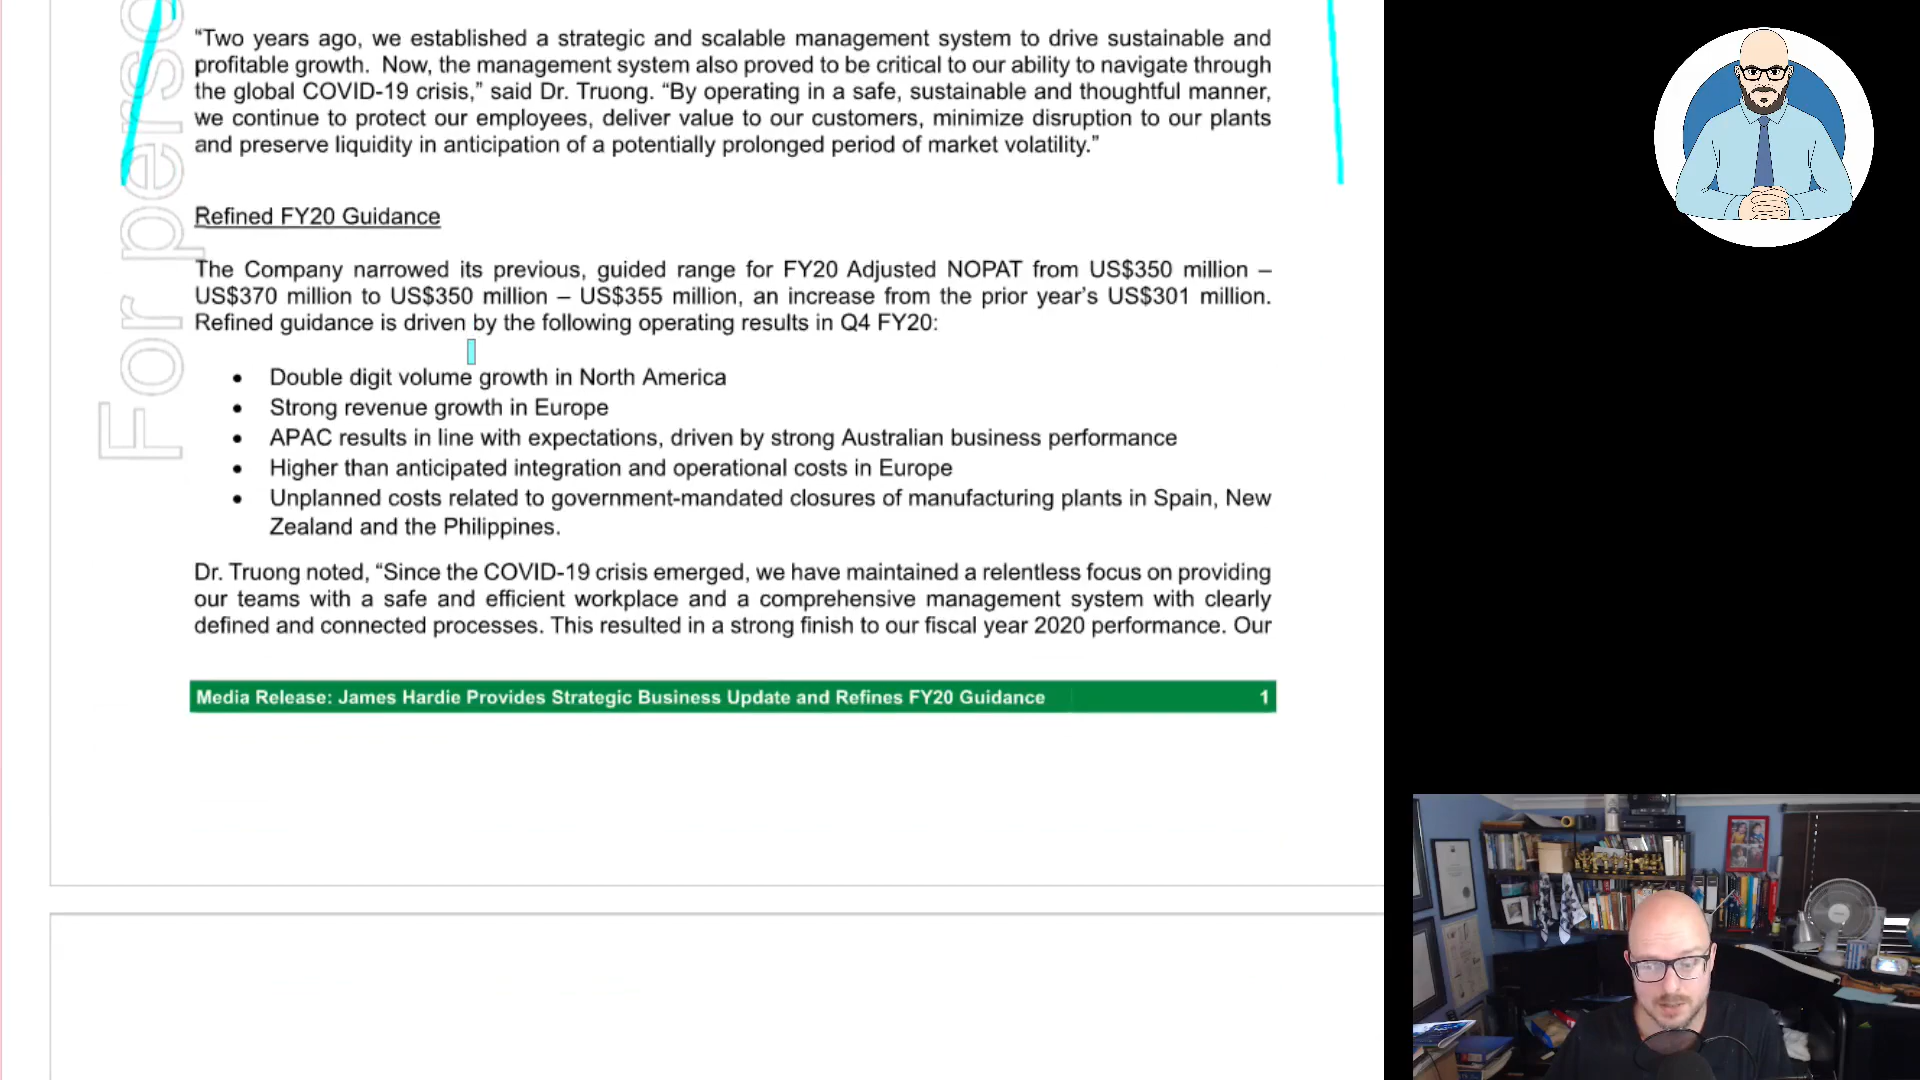 For perso
“Two years ago, we established a strategic and scalable management system to drive sustainable and
profitable growth.  Now, the management system also proved to be critical to our ability to navigate through
the global COVID-19 crisis,” said Dr. Truong. “By operating in a safe, sustainable and thoughtful manner,
we continue to protect our employees, deliver value to our customers, minimize disruption to our plants
and preserve liquidity in anticipation of a potentially prolonged period of market volatility.”
Refined FY20 Guidance
The Company narrowed its previous, guided range for FY20 Adjusted NOPAT from US$350 million –
US$370 million to US$350 million – US$355 million, an increase from the prior year’s US$301 million.
Refined guidance is driven by the following operating results in Q4 FY20:
• Double digit volume growth in North America
• Strong revenue growth in Europe
• APAC results in line with expectations, driven by strong Australian business performance
• Higher than anticipated integration and operational costs in Europe
• Unplanned costs related to government-mandated closures of manufacturing plants in Spain, New
Zealand and the Philippines.
Dr. Truong noted, “Since the COVID-19 crisis emerged, we have maintained a relentless focus on providing
our teams with a safe and efficient workplace and a comprehensive management system with clearly
defined and connected processes. This resulted in a strong finish to our fiscal year 2020 performance. Our
Media Release: James Hardie Provides Strategic Business Update and Refines FY20 Guidance 1